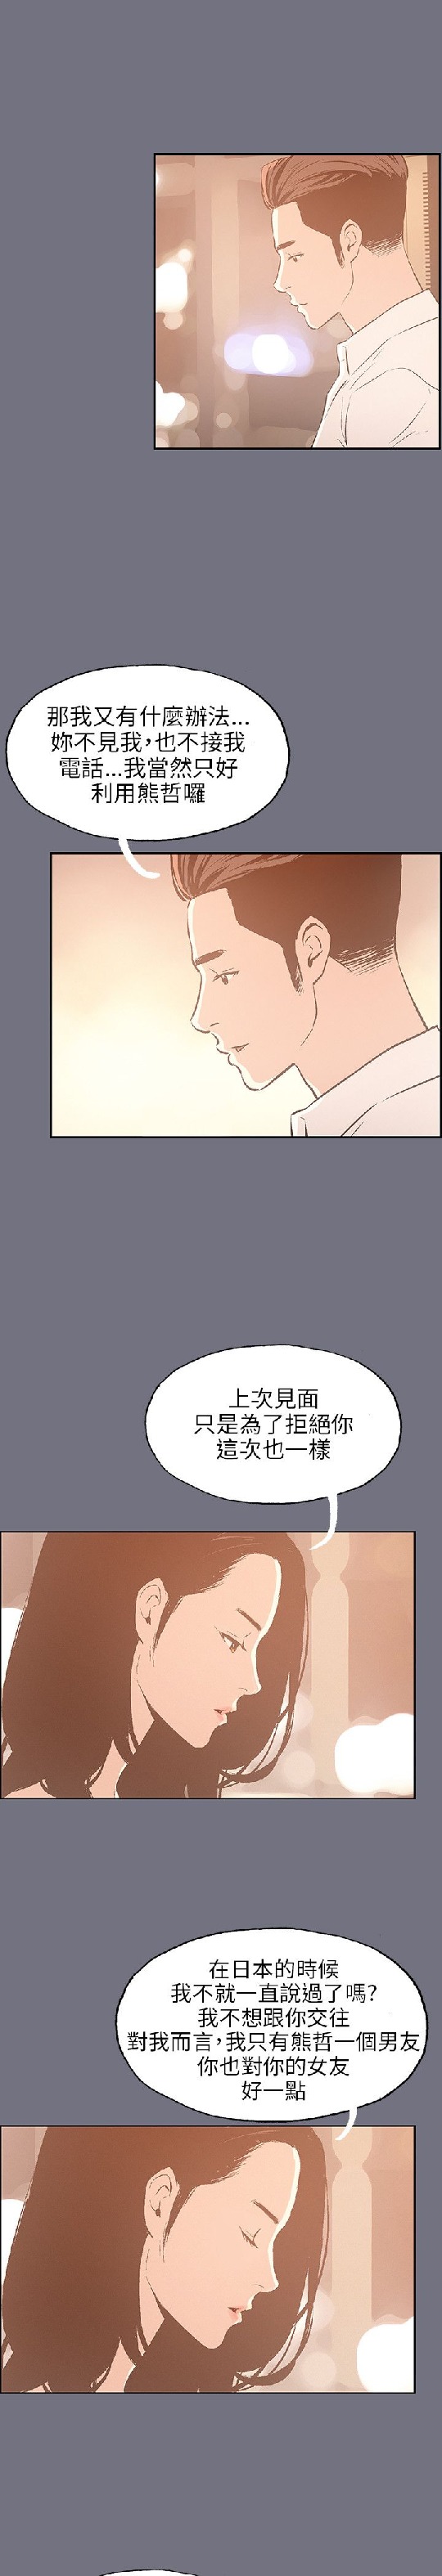 那我又有什麼辦法...
妳不見我，也不接我
電話...我當然只好
利用熊哲囉
上次見面
只是為了拒絕你
這次也一樣
在日本的時候
我不就一直說過了嗎?
我不想跟你交往
對我而言，我只有熊哲一個男友
你也對你的女友
好一點